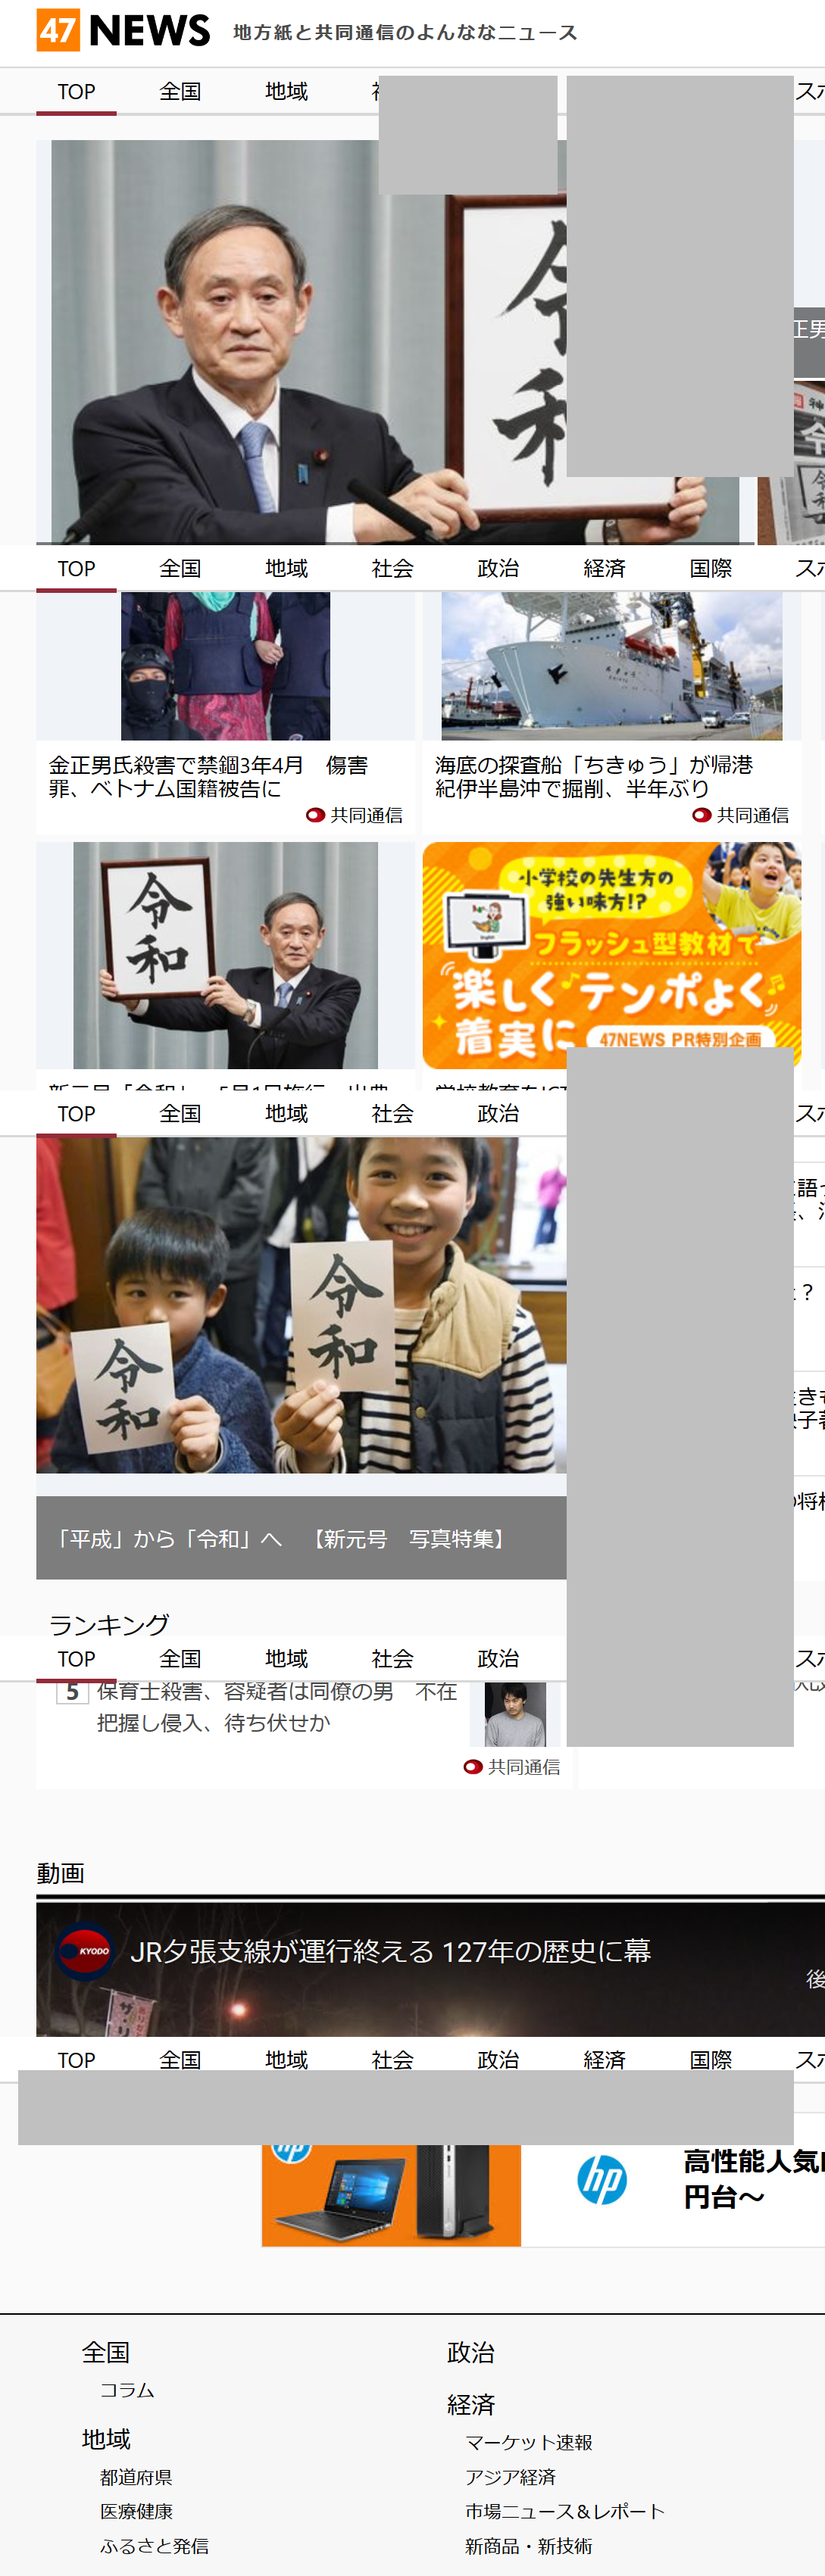 47 NEWS 地方紙と共同通信のよんななニュース
TOP 全国 地域
令和
TOP 全国 地域 社会 政治 経済 国際
金正男氏殺害で禁錮3年4月 傷害
罪、ベトナム国籍被告に
共同通信
海底の探査船「ちきゅう」が帰港
紀伊半島沖で掘削、半年ぶり
共同通信
令和
小学校の先生方の
強い味方!?
フラッシュ型教材で
楽しく♪テンポよく♫
着実に
47NEWS PR特別企画
TOP 全国 地域 社会 政治
令和
令和
「平成」から「令和」へ 【新元号 写真特集】
ランキング
TOP 全国 地域 社会 政治
5 保育士殺害、容疑者は同僚の男 不在
把握し侵入、待ち伏せか
共同通信
動画
KYODO JR夕張支線が運行終える 127年の歴史に幕
後
TOP 全国 地域 社会 政治 経済 国際
hp
高性能人気
円台～
全国
コラム
地域
都道府県
医療健康
ふるさと発信
政治
経済
マーケット速報
アジア経済
市場ニュース＆レポート
新商品・新技術